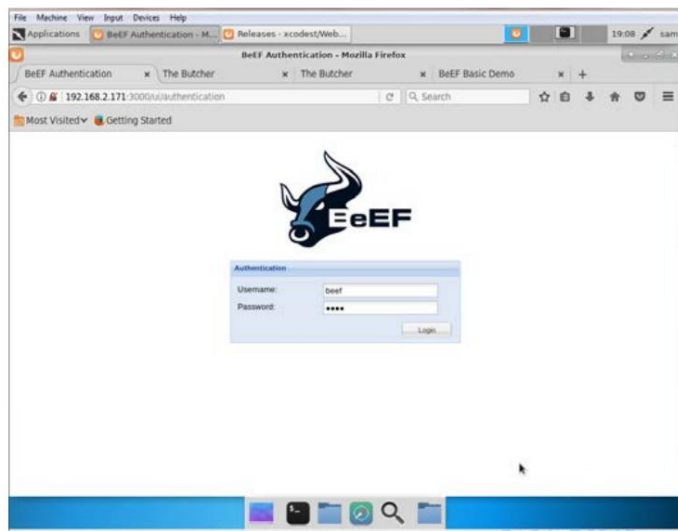 File Machine View Input Devices Help
Applications BeEF Authentication - M... Releases - xcodest/Web... 19:08 sam
BeEF Authentication - Mozilla Firefox
BeEF Authentication × The Butcher × The Butcher × BeEF Basic Demo × +
192.168.2.171:3000/ui/authentication Search
Most Visited Getting Started
BeEF
Authentication
Username: beef
Password: ••••
Login